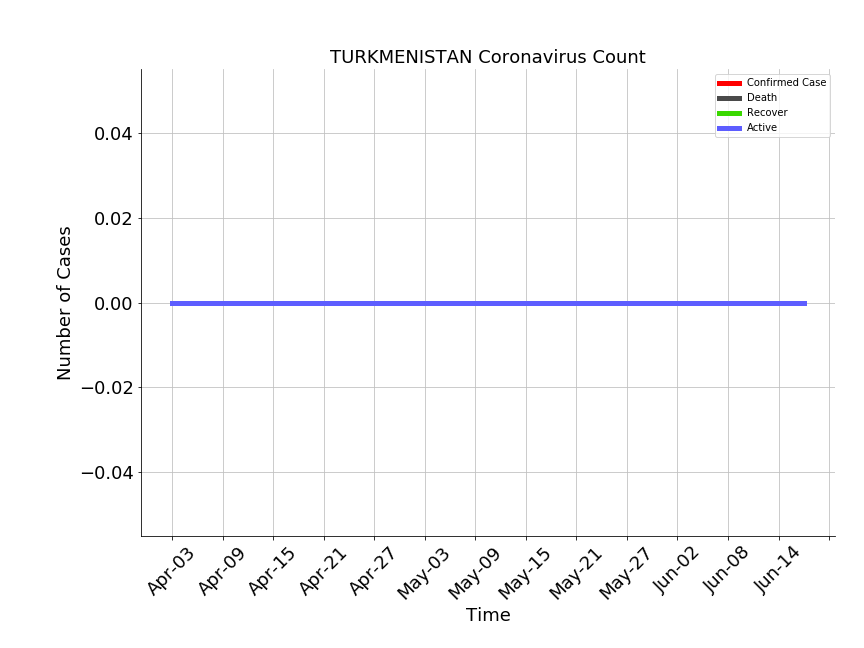 TURKMENISTAN Coronavirus Count
Confirmed Case
Death
Recover
Active
Number of Cases
0.04
0.02
0.00
−0.02
−0.04
Apr-03
Apr-09
Apr-15
Apr-21
Apr-27
May-03
May-09
May-15
May-21
May-27
Jun-02
Jun-08
Jun-14
Time